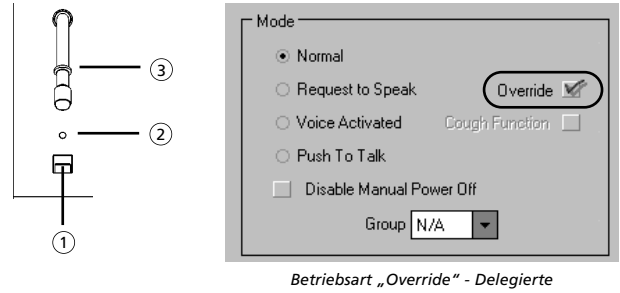 ③
②
①
Mode
Normal
Request to Speak Override
Voice Activated Cough Function
Push To Talk
Disable Manual Power Off
Group N/A
Betriebsart „Override“ - Delegierte